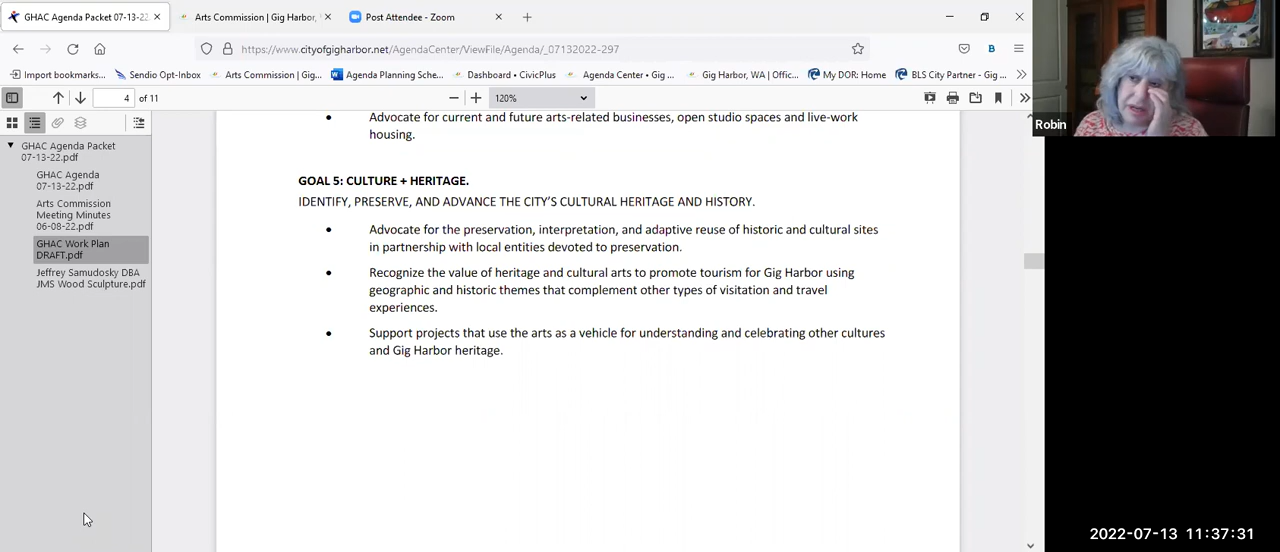 GHAC Agenda Packet 07-13-22
Arts Commission | Gig Harbor,
Post Attendee - Zoom
https://www.cityofgigharbor.net/AgendaCenter/ViewFile/Agenda/_07132022-297
Import bookmarks... Sendio Opt-Inbox Arts Commission | Gig... Agenda Planning Sche... Dashboard • CivicPlus Agenda Center • Gig ... Gig Harbor, WA | Offic... My DOR: Home BLS City Partner - Gig ...
4 of 11 120%
GHAC Agenda Packet
07-13-22.pdf
GHAC Agenda
07-13-22.pdf
Arts Commission
Meeting Minutes
06-08-22.pdf
GHAC Work Plan
DRAFT.pdf
Jeffrey Samudosky DBA
JMS Wood Sculpture.pdf
• Advocate for current and future arts-related businesses, open studio spaces and live-work
housing.
GOAL 5: CULTURE + HERITAGE.
IDENTIFY, PRESERVE, AND ADVANCE THE CITY'S CULTURAL HERITAGE AND HISTORY.
• Advocate for the preservation, interpretation, and adaptive reuse of historic and cultural sites
in partnership with local entities devoted to preservation.
• Recognize the value of heritage and cultural arts to promote tourism for Gig Harbor using
geographic and historic themes that complement other types of visitation and travel
experiences.
• Support projects that use the arts as a vehicle for understanding and celebrating other cultures
and Gig Harbor heritage.
Robin
2022-07-13 11:37:31